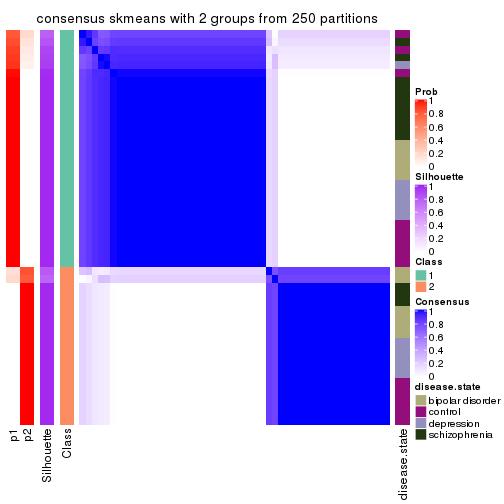 consensus skmeans with 2 groups from 250 partitions
Prob
1
0.8
0.6
0.4
0.2
0
Silhouette
1
0.8
0.6
0.4
0.2
0
Class
1
2
Consensus
1
0.8
0.6
0.4
0.2
0
disease.state
bipolar disorder
control
depression
schizophrenia
p1
p2
Silhouette
Class
disease.state